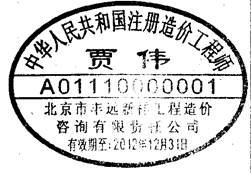 中华人民共和国注册造价工程师
贾伟
A01110000001
北京市丰远新桥工程造价
咨询有限责任公司
有效期至:2012年12月31日